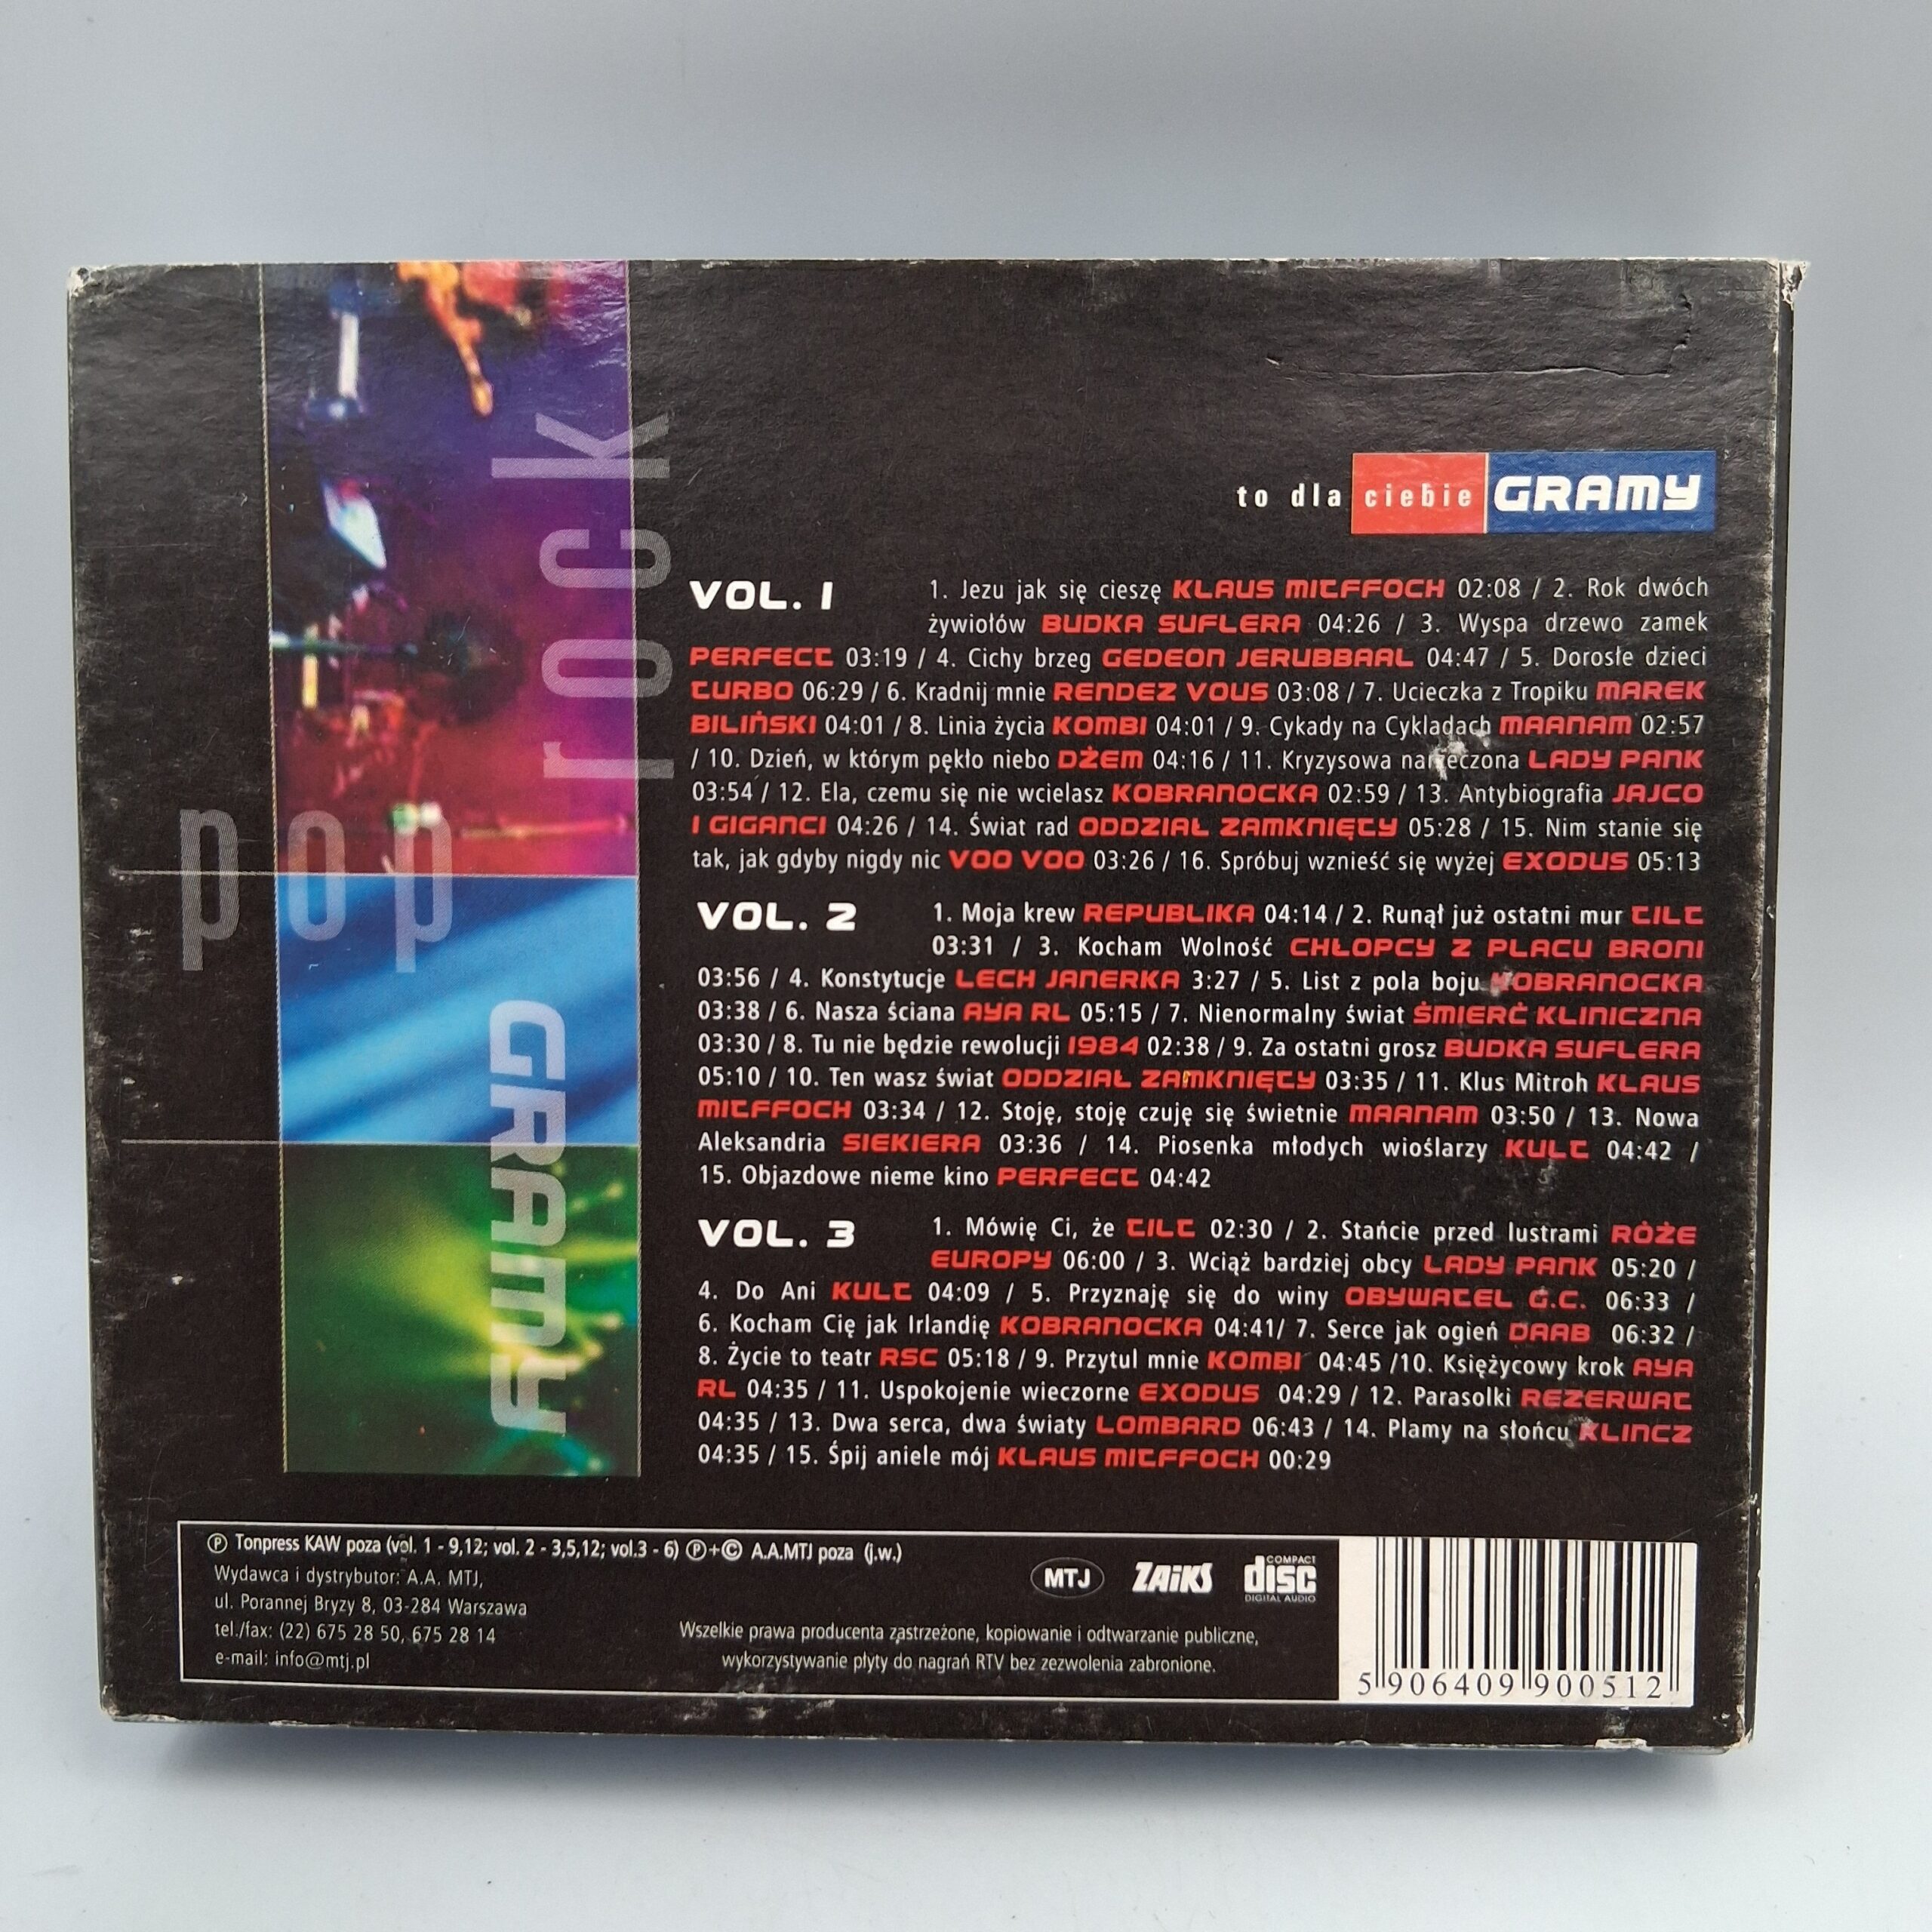 pop rock
GRAMY
to dla ciebie GRAMY
VOL. 1
1. Jezu jak się cieszę KLAUS MITFFOCH 02:08 / 2. Rok dwóch
żywiołów BUDKA SUFLERA 04:26 / 3. Wyspa drzewo zamek
PERFECT 03:19 / 4. Cichy brzeg GEDEON JERUBBAAL 04:47 / 5. Dorosłe dzieci
TURBO 06:29 / 6. Kradnij mnie RENDEZ VOUS 03:08 / 7. Ucieczka z Tropiku MAREK
BILIŃSKI 04:01 / 8. Linia życia KOMBI 04:01 / 9. Cykady na Cykladach MAANAM 02:57
/ 10. Dzień, w którym pękło niebo DŻEM 04:16 / 11. Kryzysowa narzeczona LADY PANK
03:54 / 12. Ela, czemu się nie wcielasz KOBRANOCKA 02:59 / 13. Antybiografia JAJCO
I GIGANCI 04:26 / 14. Świat rad ODDZIAŁ ZAMKNIĘTY 05:28 / 15. Nim stanie się
tak, jak gdyby nigdy nic VOO VOO 03:26 / 16. Spróbuj wznieść się wyżej EXODUS 05:13
VOL. 2
1. Moja krew REPUBLIKA 04:14 / 2. Runął już ostatni mur TILT
03:31 / 3. Kocham Wolność CHŁOPCY Z PLACU BRONI
03:56 / 4. Konstytucje LECH JANERKA 3:27 / 5. List z pola boju KOBRANOCKA
03:38 / 6. Nasza ściana AYA RL 05:15 / 7. Nienormalny świat ŚMIERĆ KLINICZNA
03:30 / 8. Tu nie będzie rewolucji 1984 02:38 / 9. Za ostatni grosz BUDKA SUFLERA
05:10 / 10. Ten wasz świat ODDZIAŁ ZAMKNIĘTY 03:35 / 11. Klus Mitroh KLAUS
MITFFOCH 03:34 / 12. Stoję, stoję czuję się świetnie MAANAM 03:50 / 13. Nowa
Aleksandria SIEKIERA 03:36 / 14. Piosenka młodych wioślarzy KULT 04:42 /
15. Objazdowe nieme kino PERFECT 04:42
VOL. 3
1. Mówię Ci, że TILT 02:30 / 2. Stańcie przed lustrami RÓŻE
EUROPY 06:00 / 3. Wciąż bardziej obcy LADY PANK 05:20 /
4. Do Ani KULT 04:09 / 5. Przyznaję się do winy OBYWATEL G.C. 06:33 /
6. Kocham Cię jak Irlandię KOBRANOCKA 04:41/ 7. Serce jak ogień DAAB 06:32 /
8. Życie to teatr RSC 05:18 / 9. Przytul mnie KOMBI 04:45 /10. Księżycowy krok AYA
RL 04:35 / 11. Uspokojenie wieczorne EXODUS 04:29 / 12. Parasolki REZERWAT
04:35 / 13. Dwa serca, dwa światy LOMBARD 06:43 / 14. Plamy na słońcu KLINCZ
04:35 / 15. Śpij aniele mój KLAUS MITFFOCH 00:29
Ⓟ Tonpress KAW poza (vol. 1 - 9,12; vol. 2 - 3,5,12; vol.3 - 6) Ⓟ+© A.A.MTJ poza (j.w.)
Wydawca i dystrybutor: A.A. MTJ,
ul. Porannej Bryzy 8, 03-284 Warszawa
tel./fax: (22) 675 28 50, 675 28 14
e-mail: info@mtj.pl
MTJ
ZAiKS
COMPACT
disc
DIGITAL AUDIO
Wszelkie prawa producenta zastrzeżone, kopiowanie i odtwarzanie publiczne,
wykorzystywanie płyty do nagrań RTV bez zezwolenia zabronione.
5 906409 900512